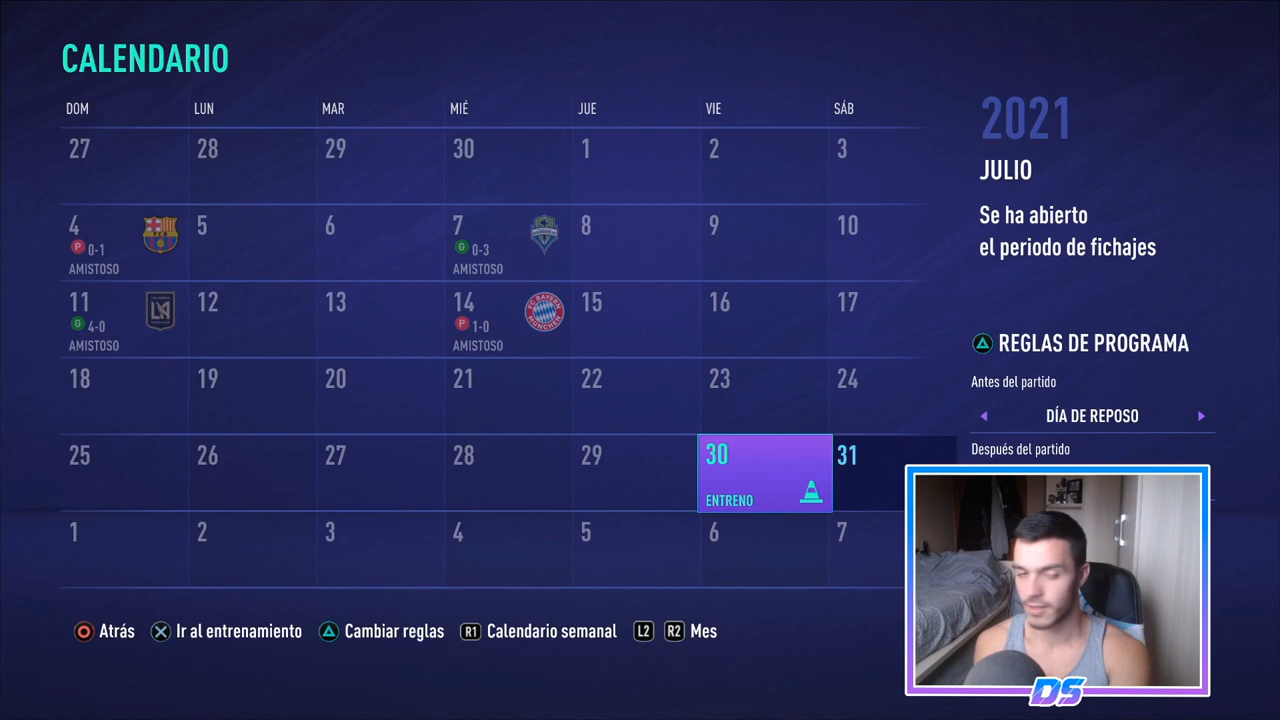 CALENDARIO
DOM LUN MAR MIÉ JUE VIE SÁB
27 28 29 30 1 2 3
4 5 6 7 8 9 10
P 0-1 G 0-3
AMISTOSO AMISTOSO
11 12 13 14 15 16 17
G 4-0 P 1-0
AMISTOSO AMISTOSO
18 19 20 21 22 23 24
25 26 27 28 29 30 31
ENTRENO
1 2 3 4 5 6 7
2021
JULIO
Se ha abierto
el periodo de fichajes
REGLAS DE PROGRAMA
Antes del partido
DÍA DE REPOSO
Después del partido
Atrás Ir al entrenamiento Cambiar reglas R1 Calendario semanal L2 R2 Mes
DS